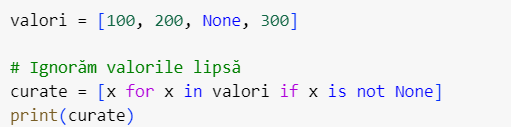 valori = [100, 200, None, 300]
# Ignorăm valorile lipsă
curate = [x for x in valori if x is not None]
print(curate)